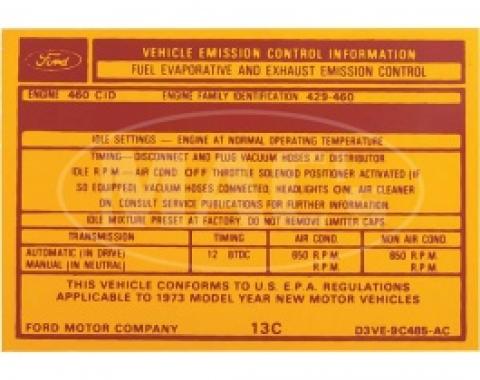 Ford
VEHICLE EMISSION CONTROL INFORMATION
FUEL EVAPORATIVE AND EXHAUST EMISSION CONTROL
ENGINE 460 CID ENGINE FAMILY IDENTIFICATION 429-460
IDLE SETTINGS — ENGINE AT NORMAL OPERATING TEMPERATURE
TIMING—DISCONNECT AND PLUG VACUUM HOSES AT DISTRIBUTOR.
IDLE R.P.M.— AIR COND. OFF THROTTLE SOLENOID POSITIONER ACTIVATED (IF
SO EQUIPPED). VACUUM HOSES CONNECTED, HEADLIGHTS ON, AIR CLEANER
ON. CONSULT SERVICE PUBLICATIONS FOR FURTHER INFORMATION.
IDLE MIXTURE PRESET AT FACTORY. DO NOT REMOVE LIMITER CAPS.
TRANSMISSION TIMING AIR COND. NON AIR COND.
AUTOMATIC (IN DRIVE) 12 BTDC 850 R.P.M. 850 R.P.M.
MANUAL (IN NEUTRAL) R.P.M. R.P.M.
THIS VEHICLE CONFORMS TO U.S. E.P.A. REGULATIONS
APPLICABLE TO 1973 MODEL YEAR NEW MOTOR VEHICLES
FORD MOTOR COMPANY 13C D3VE-9C485-AC